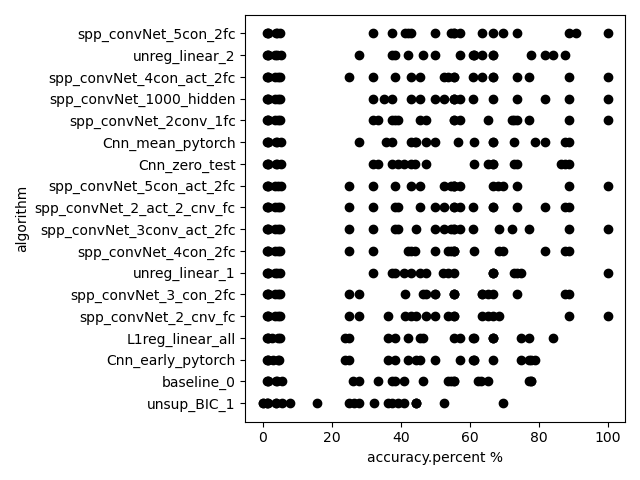 spp_convNet_5con_2fc
unreg_linear_2
spp_convNet_4con_act_2fc
spp_convNet_1000_hidden
spp_convNet_2conv_1fc
Cnn_mean_pytorch
Cnn_zero_test
spp_convNet_5con_act_2fc
spp_convNet_2_act_2_cnv_fc
spp_convNet_3conv_act_2fc
spp_convNet_4con_2fc
unreg_linear_1
spp_convNet_3_con_2fc
spp_convNet_2_cnv_fc
L1reg_linear_all
Cnn_early_pytorch
baseline_0
unsup_BIC_1
algorithm
0 20 40 60 80 100
accuracy.percent %